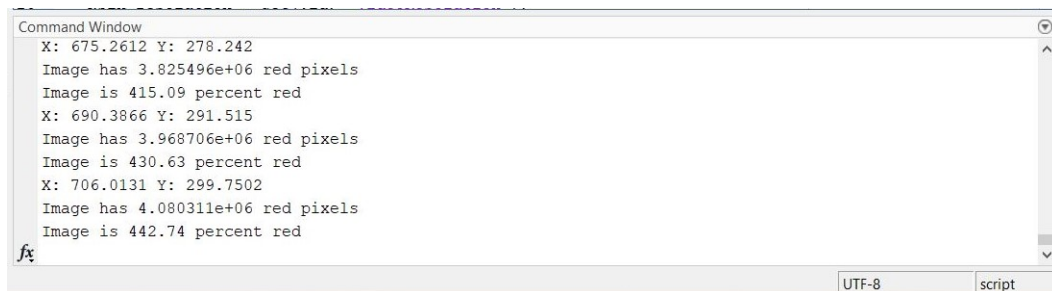 Command Window
X: 675.2612 Y: 278.242
Image has 3.825496e+06 red pixels
Image is 415.09 percent red
X: 690.3866 Y: 291.515
Image has 3.968706e+06 red pixels
Image is 430.63 percent red
X: 706.0131 Y: 299.7502
Image has 4.080311e+06 red pixels
Image is 442.74 percent red
fx
UTF-8 script